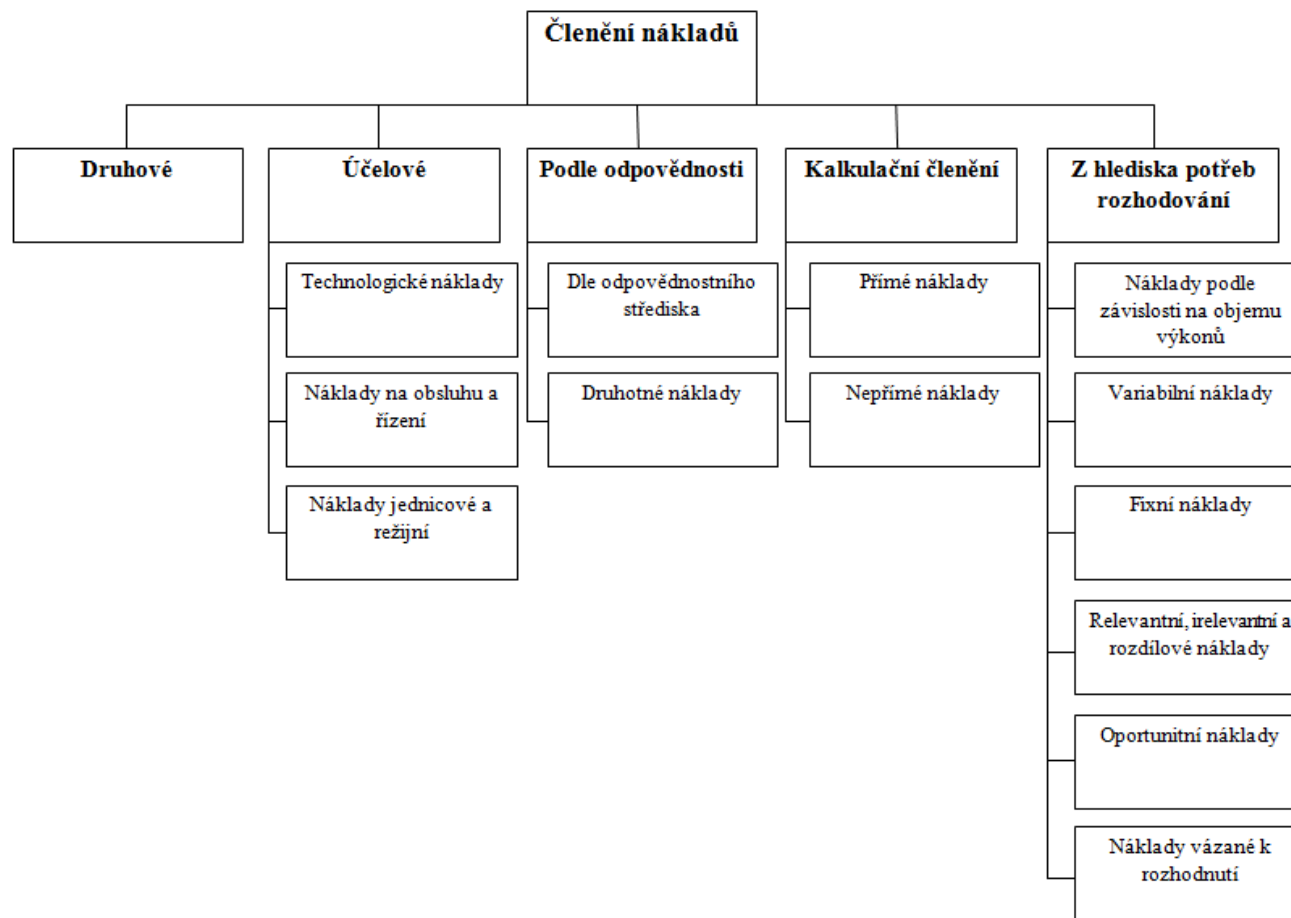 Členění nákladů
Druhové
Účelové
Technologické náklady
Náklady na obsluhu a
řízení
Náklady jednicové a
režijní
Podle odpovědnosti
Dle odpovědnostního
střediska
Druhotné náklady
Kalkulační členění
Přímé náklady
Nepřímé náklady
Z hlediska potřeb
rozhodování
Náklady podle
závislosti na objemu
výkonů
Variabilní náklady
Fixní náklady
Relevantní, irelevantní a
rozdílové náklady
Oportunitní náklady
Náklady vázané k
rozhodnutí